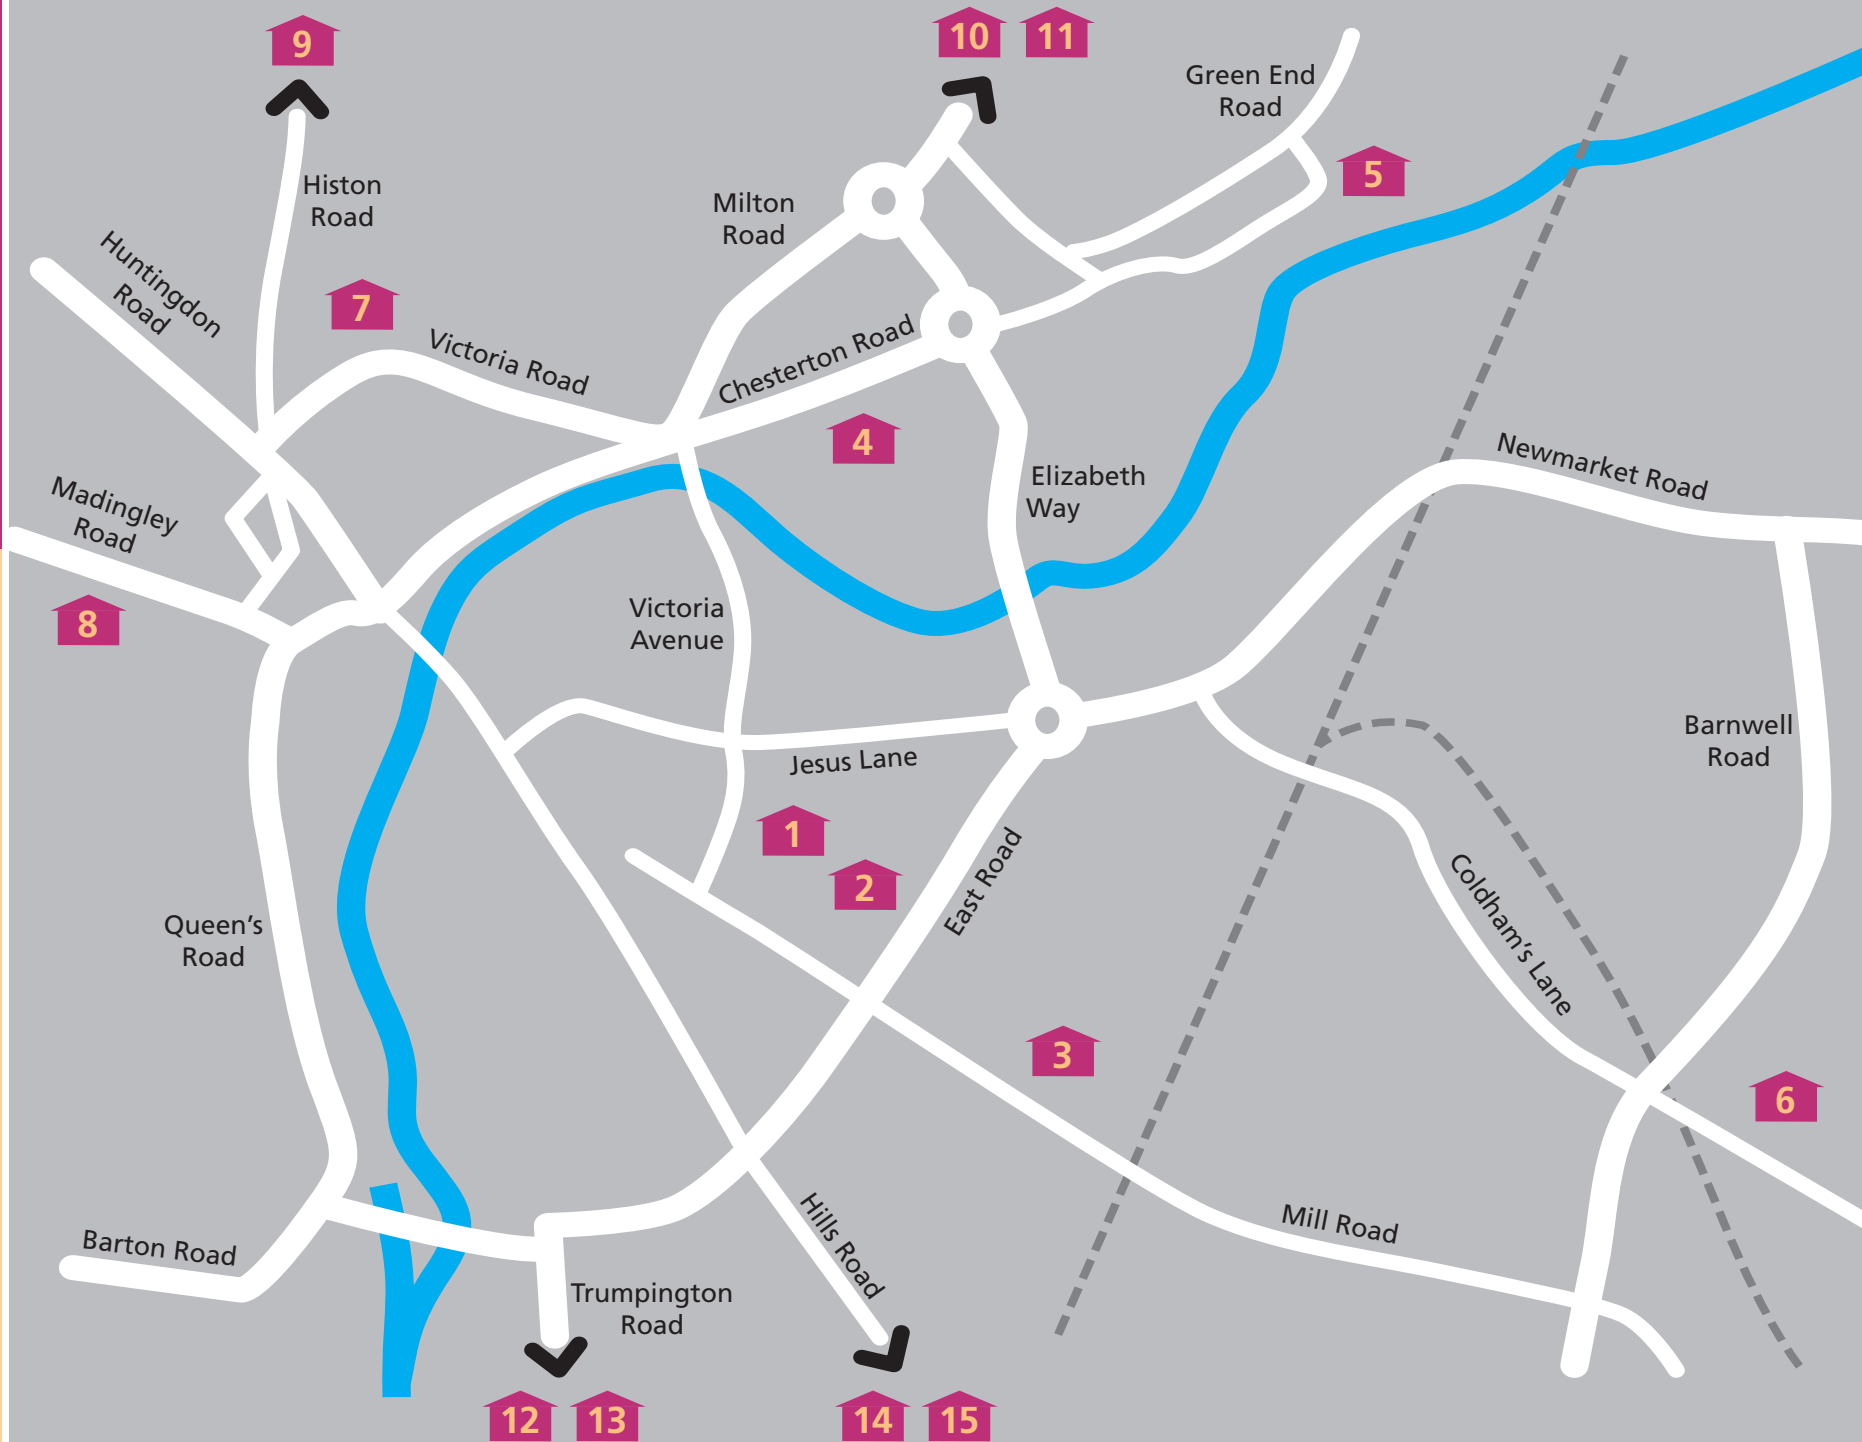 9
10
11
Green End
Road
5
Histon
Road
Milton
Road
Huntingdon
Road
7
Victoria Road
Chesterton Road
4
Newmarket Road
Elizabeth
Way
Madingley
Road
8
Victoria
Avenue
Jesus Lane
Barnwell
Road
1
2
East Road
Coldham's Lane
Queen's
Road
3
6
Hills Road
Mill Road
Barton Road
Trumpington
Road
12
13
14
15